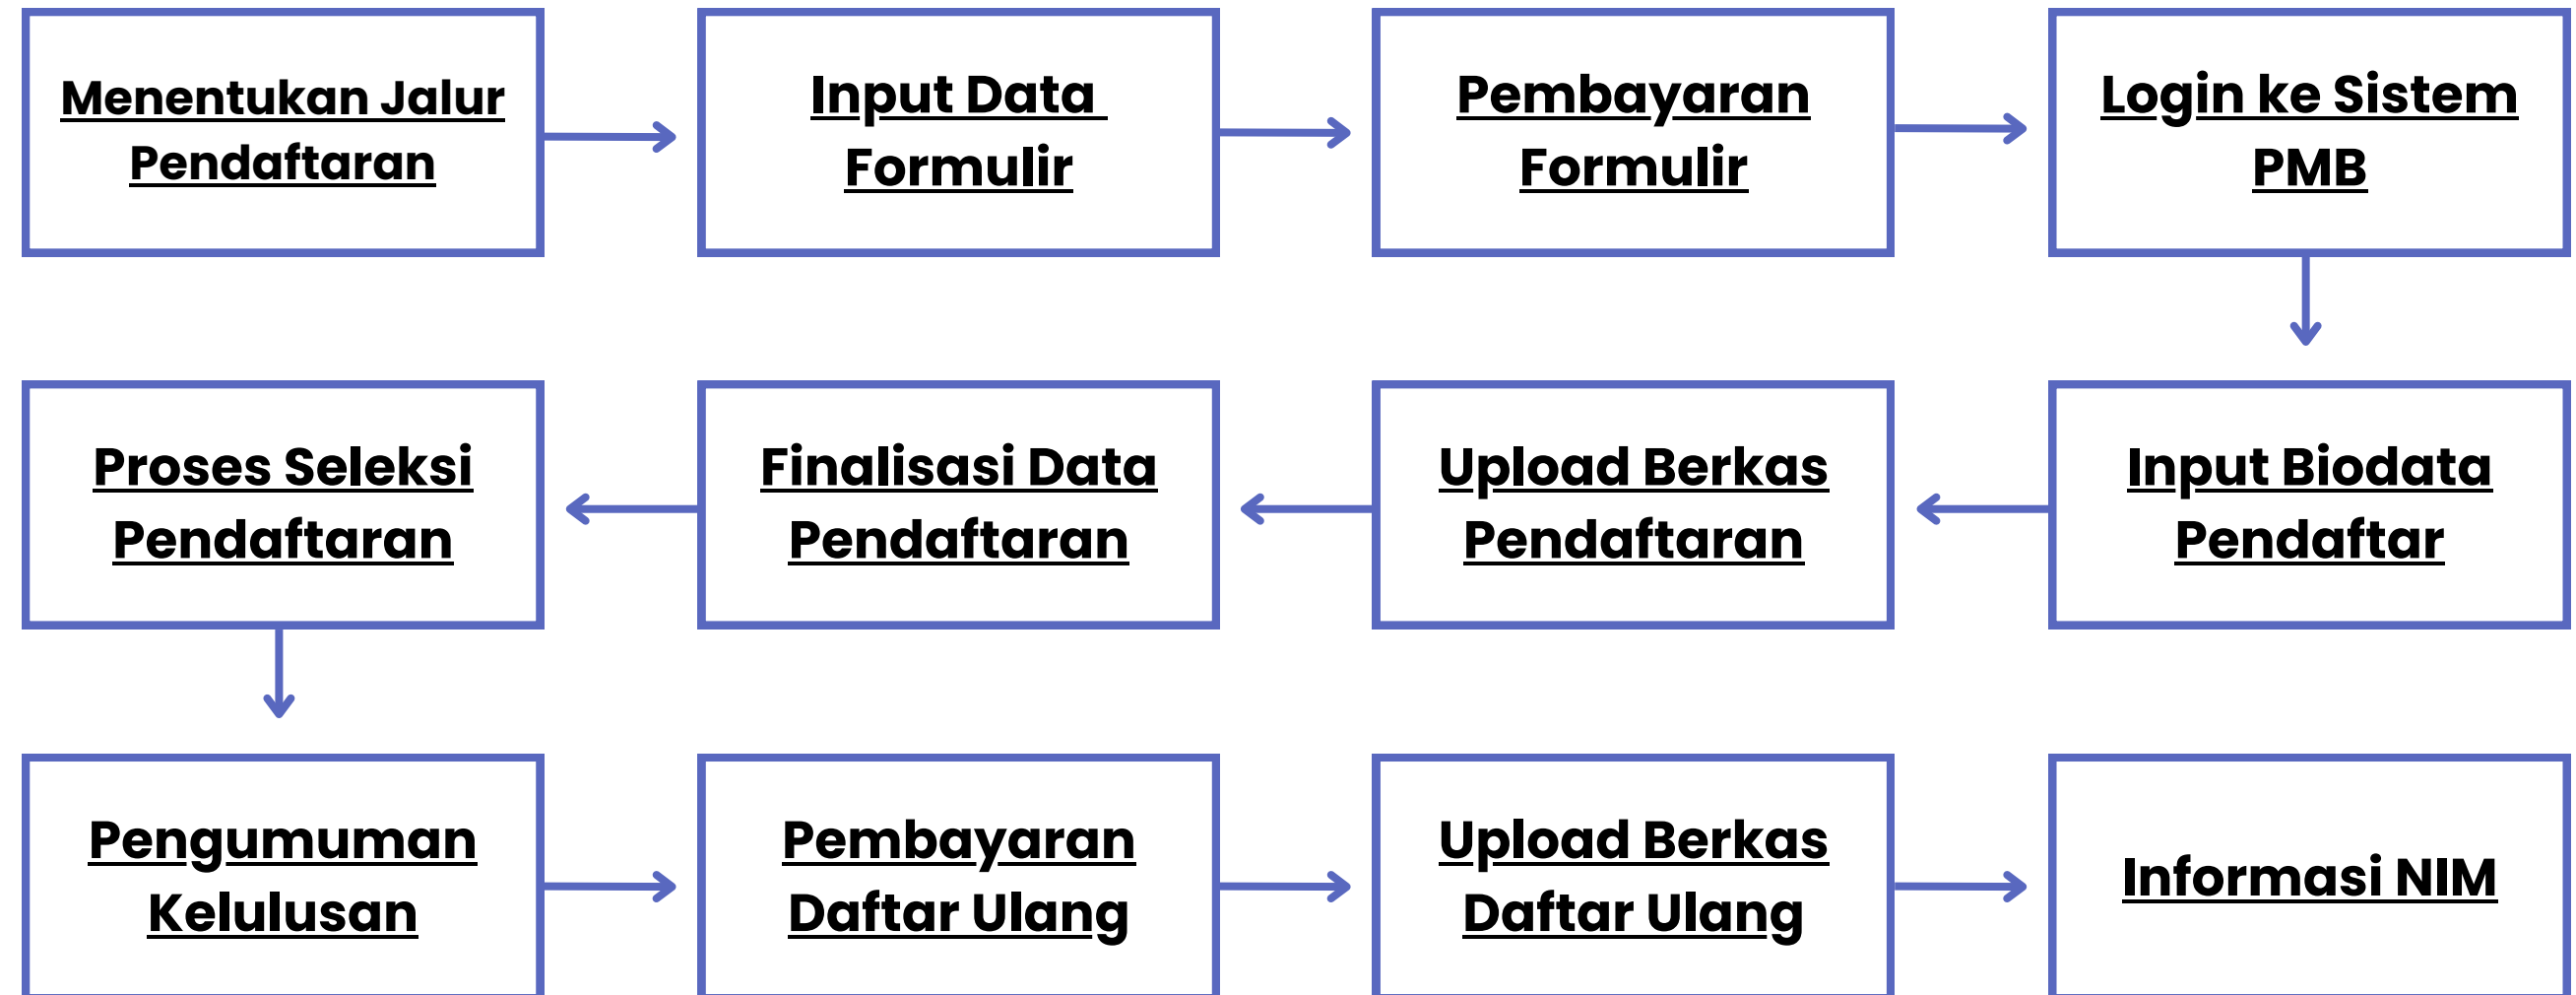 Menentukan Jalur
Pendaftaran
Input Data
Formulir
Pembayaran
Formulir
Login ke Sistem
PMB
Input Biodata
Pendaftar
Upload Berkas
Pendaftaran
Finalisasi Data
Pendaftaran
Proses Seleksi
Pendaftaran
Pengumuman
Kelulusan
Pembayaran
Daftar Ulang
Upload Berkas
Daftar Ulang
Informasi NIM